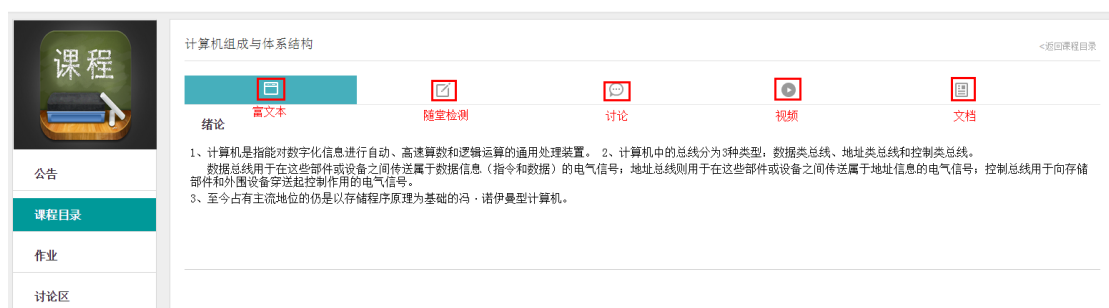 课程
计算机组成与体系结构
<返回课程目录
富文本
随堂检测
讨论
视频
文档
绪论
1、计算机是指能对数字化信息进行自动、高速算数和逻辑运算的通用处理装置。 2、计算机中的总线分为3种类型：数据类总线、地址类总线和控制类总线。
数据总线用于在这些部件或设备之间传送属于数据信息（指令和数据）的电气信号；地址总线则用于在这些部件或设备之间传送属于地址信息的电气信号；控制总线用于向存储
部件和外围设备穿送起控制作用的电气信号。
3、至今占有主流地位的仍是以存储程序原理为基础的冯·诺伊曼型计算机。
公告
课程目录
作业
讨论区